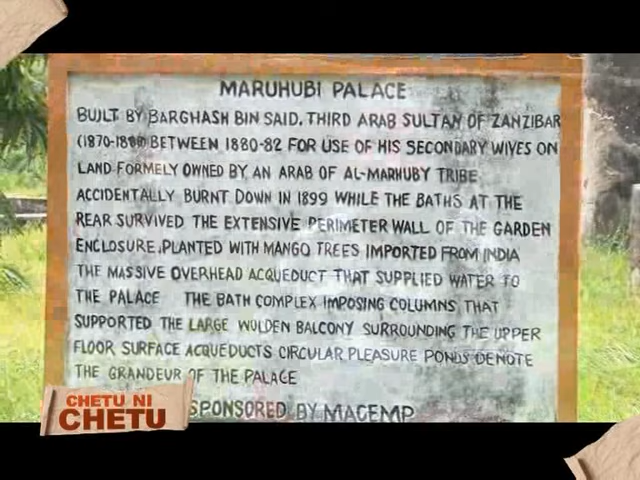 MARUHUBI PALACE
BUILT BY BARGHASH BIN SAID, THIRD ARAB SULTAN OF ZANZIBAR
(1870-1888) BETWEEN 1880-82 FOR USE OF HIS SECONDARY WIVES ON
LAND FORMELY OWNED BY AN ARAB OF AL-MARHUBY TRIBE
ACCIDENTALLY BURNT DOWN IN 1899 WHILE THE BATHS AT THE
REAR SURVIVED THE EXTENSIVE PERIMETER WALL OF THE GARDEN
ENCLOSURE, PLANTED WITH MANGO TREES IMPORTED FROM INDIA
THE MASSIVE OVERHEAD ACQUEDUCT THAT SUPPLIED WATER TO
THE PALACE THE BATH COMPLEX IMPOSING COLUMNS THAT
SUPPORTED THE LARGE WOLDEN BALCONY SURROUNDING THE UPPER
FLOOR SURFACE ACQUEDUCTS CIRCULAR PLEASURE PONDS DENOTE
THE GRANDEUR OF THE PALACE
SPONSORED BY MACEMP
CHETU NI
CHETU